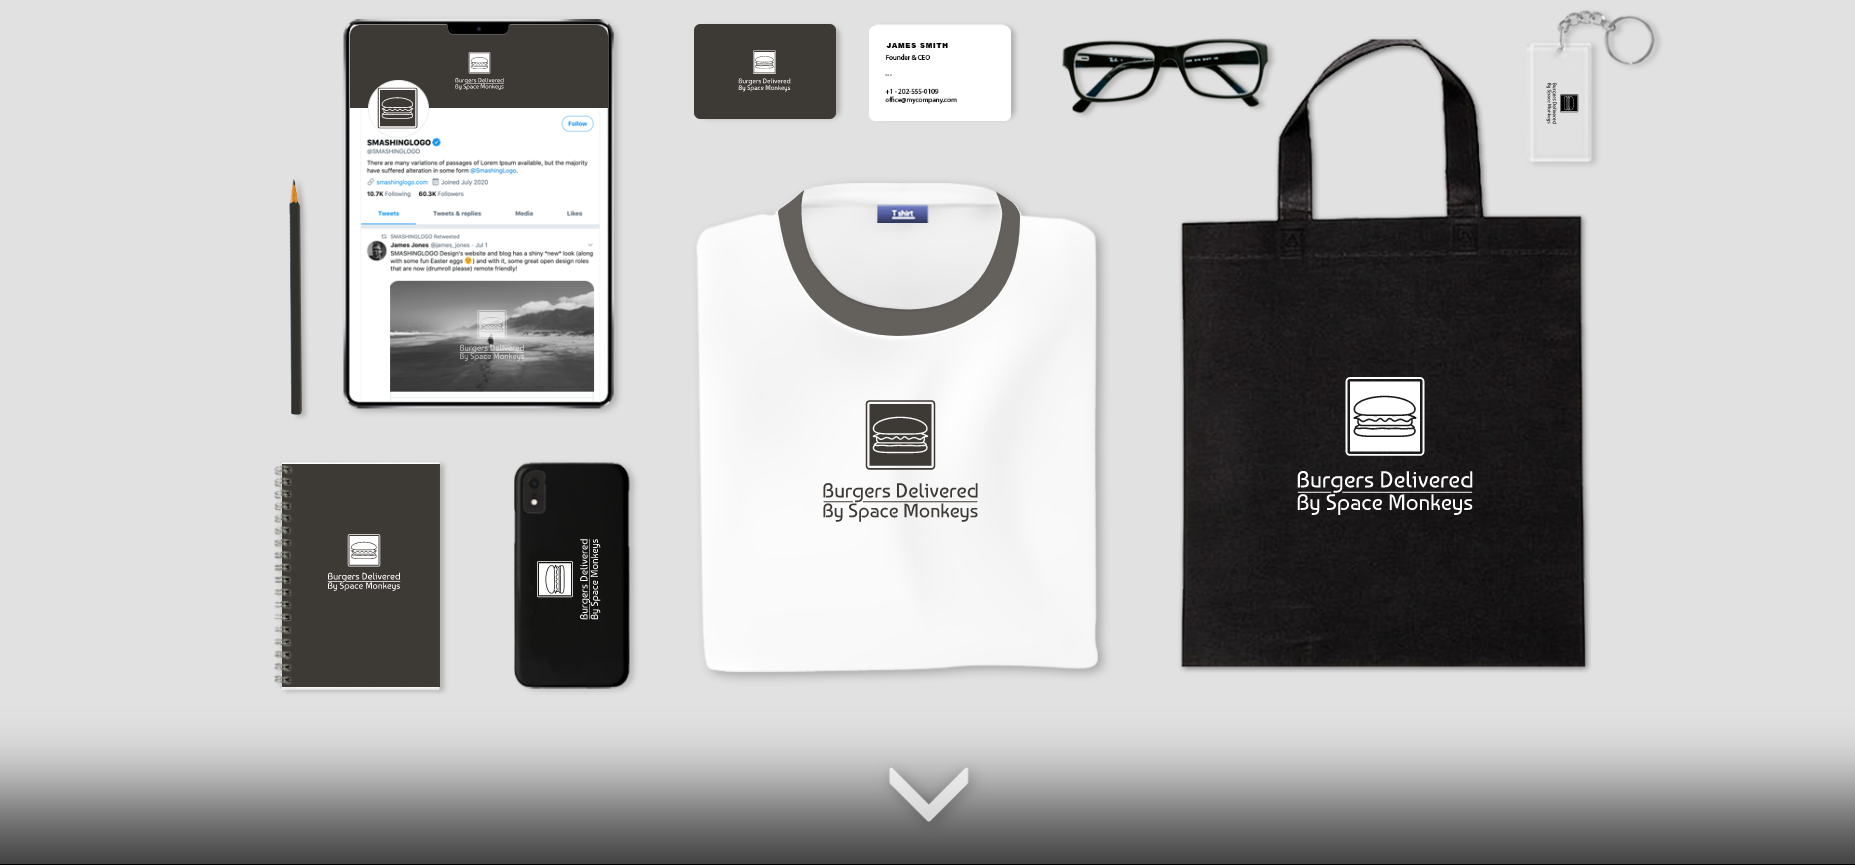 Burgers Delivered
By Space Monkeys
Follow
SMASHINGLOGO
@SMASHINGLOGO
There are many variations of passages of Lorem Ipsum available, but the majority
have suffered alteration in some form @SmashingLogo.
smashinglogo.com Joined July 2020
10.7K Following 60.3K Followers
Tweets Tweets & replies Media Likes
SMASHINGLOGO Retweeted
James Jones @james_jones - Jul 1
SMASHINGLOGO Design's website and blog has a shiny *new* look (along
with some fun Easter eggs 😉) and with it, some great open design roles
that are now (drumroll please) remote friendly!
Burgers Delivered
By Space Monkeys
Burgers Delivered
By Space Monkeys
JAMES SMITH
Founder & CEO
---
+1 - 202-555-0109
office@mycompany.com
Burgers Delivered
By Space Monkeys
T shirt
Burgers Delivered
By Space Monkeys
Burgers Delivered
By Space Monkeys
Burgers Delivered
By Space Monkeys
Burgers Delivered
By Space Monkeys